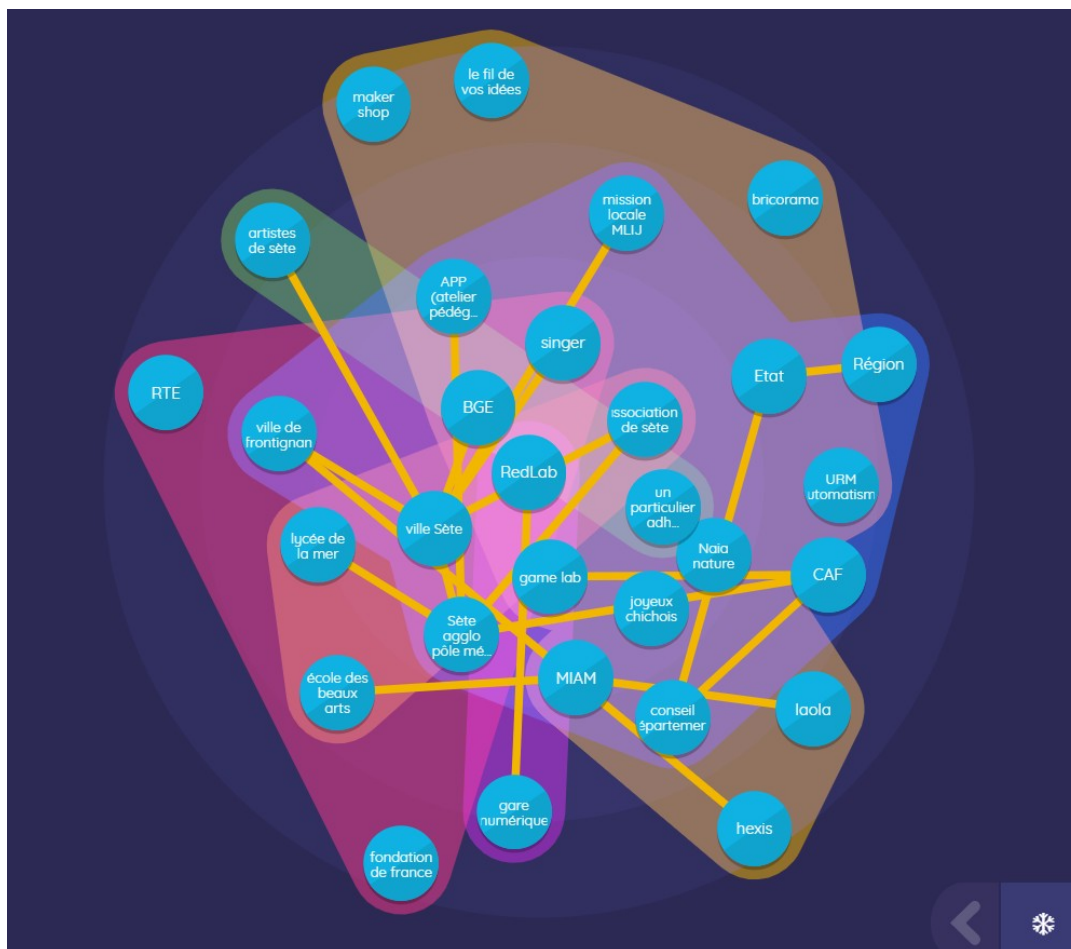 le fil de
vos idées
maker
shop
bricorama
mission
locale
MLIJ
artistes
de sète
APP
(atelier
pédég...
singer
Région
Etat
RTE
BGE
ssociation
de sète
ville de
frontignan
RedLab
URM
utomatism
un
particulier
adh...
ville Sète
lycée de
la mer
Naia
nature
game lab
CAF
joyeux
chichois
Sète
agglo
pôle mé...
MIAM
école des
beaux
arts
conseil
épartemer
laola
gare
numérique
hexis
fondation
de france